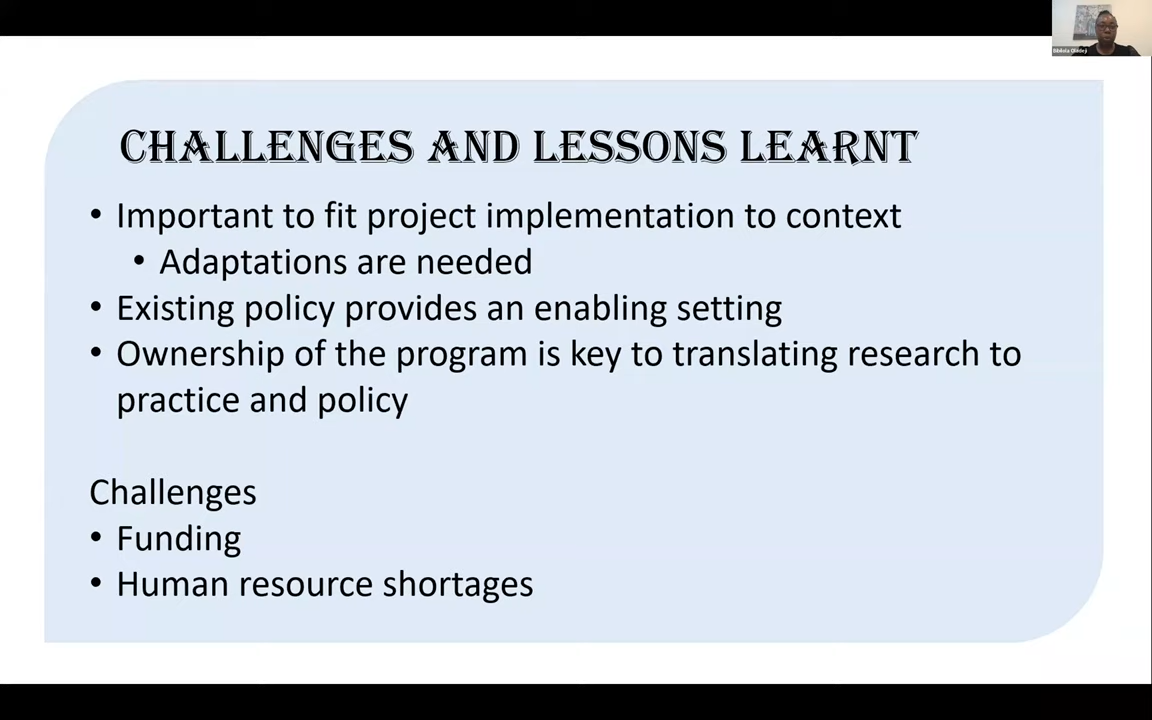 CHALLENGES AND LESSONS LEARNT
• Important to fit project implementation to context
• Adaptations are needed
• Existing policy provides an enabling setting
• Ownership of the program is key to translating research to
practice and policy
Challenges
• Funding
• Human resource shortages